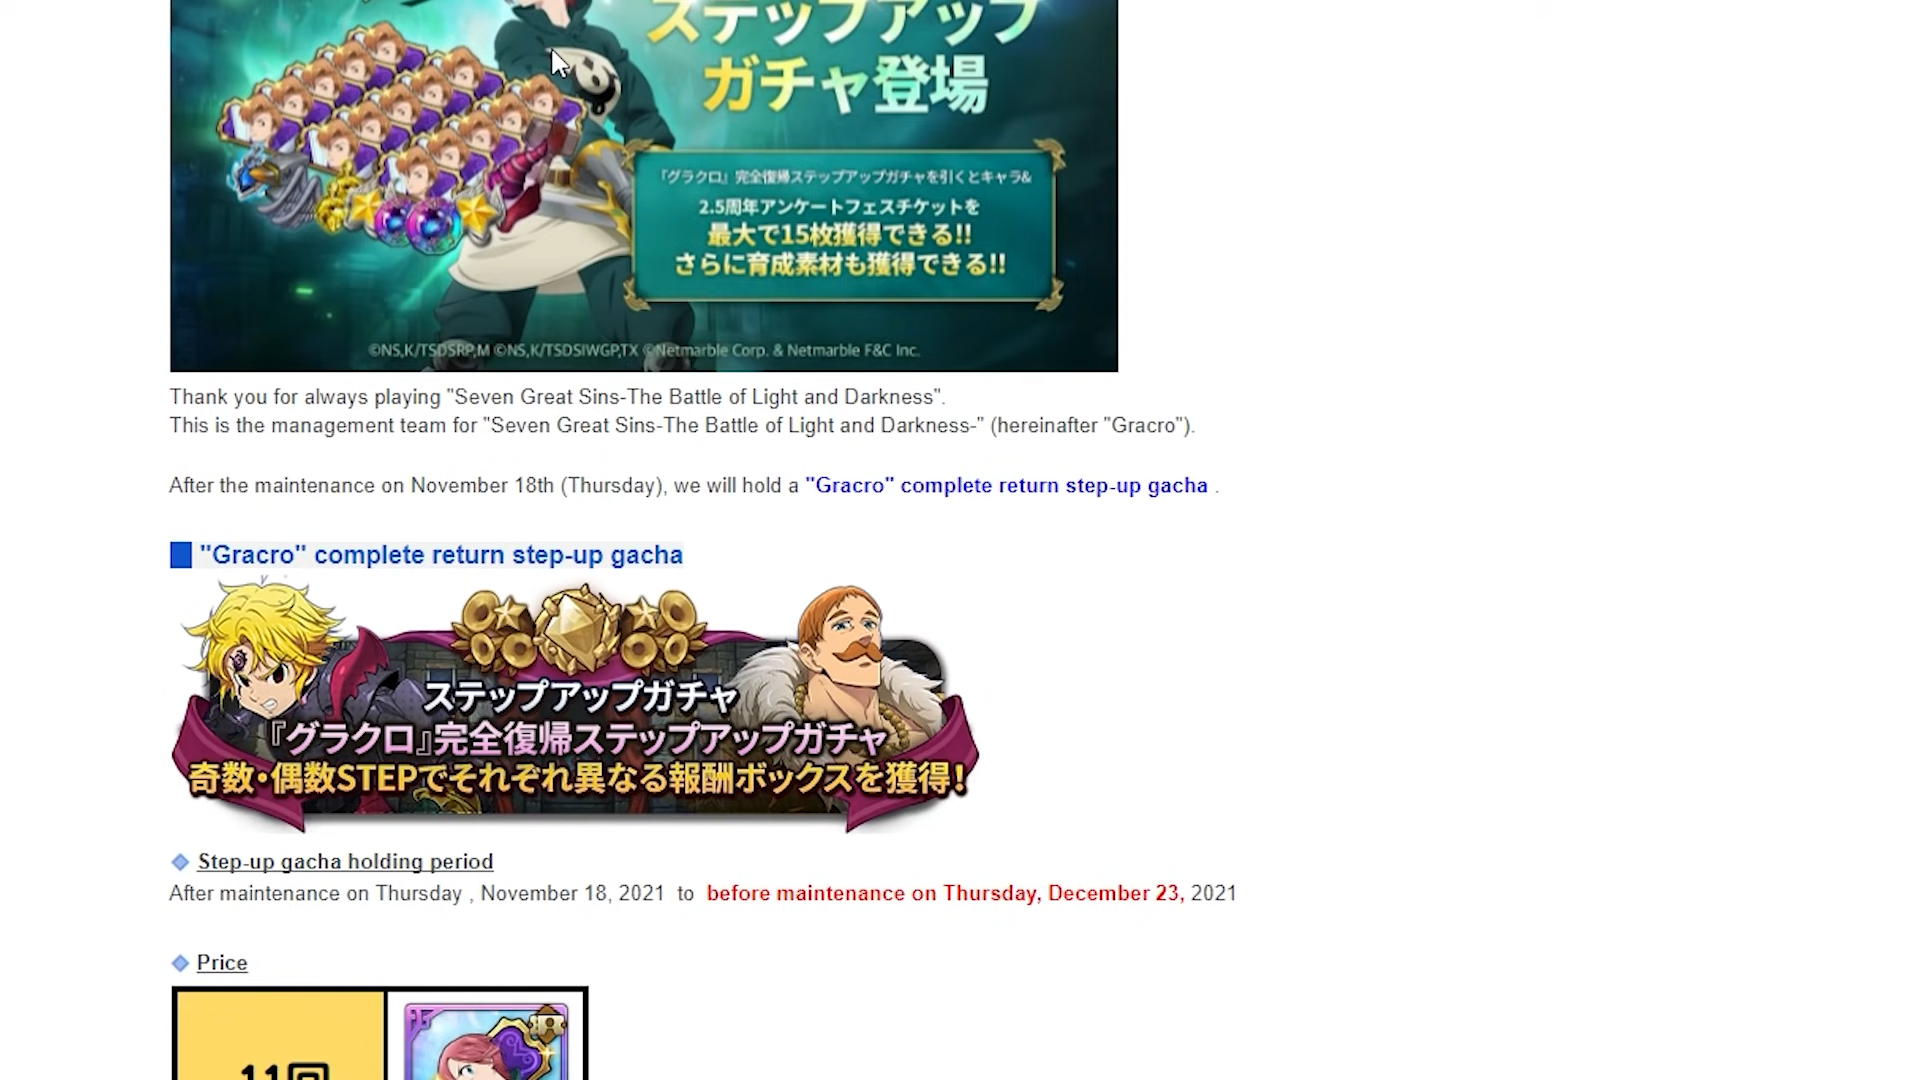 ステップアップ
ガチャ登場
『グラクロ』完全復帰ステップアップガチャを引くとキャラ&
2.5周年アンケートフェスチケットを
最大で15枚獲得できる!!
さらに育成素材も獲得できる!!
©NS,K/TSDSRP,M ©NS,K/TSDSIWGP,TX ©Netmarble Corp. & Netmarble F&C Inc.
Thank you for always playing "Seven Great Sins-The Battle of Light and Darkness".
This is the management team for "Seven Great Sins-The Battle of Light and Darkness-" (hereinafter "Gracro").
After the maintenance on November 18th (Thursday), we will hold a "Gracro" complete return step-up gacha .
"Gracro" complete return step-up gacha
ステップアップガチャ
『グラクロ』完全復帰ステップアップガチャ
奇数・偶数STEPでそれぞれ異なる報酬ボックスを獲得!
Step-up gacha holding period
After maintenance on Thursday , November 18, 2021 to before maintenance on Thursday, December 23, 2021
Price
11回